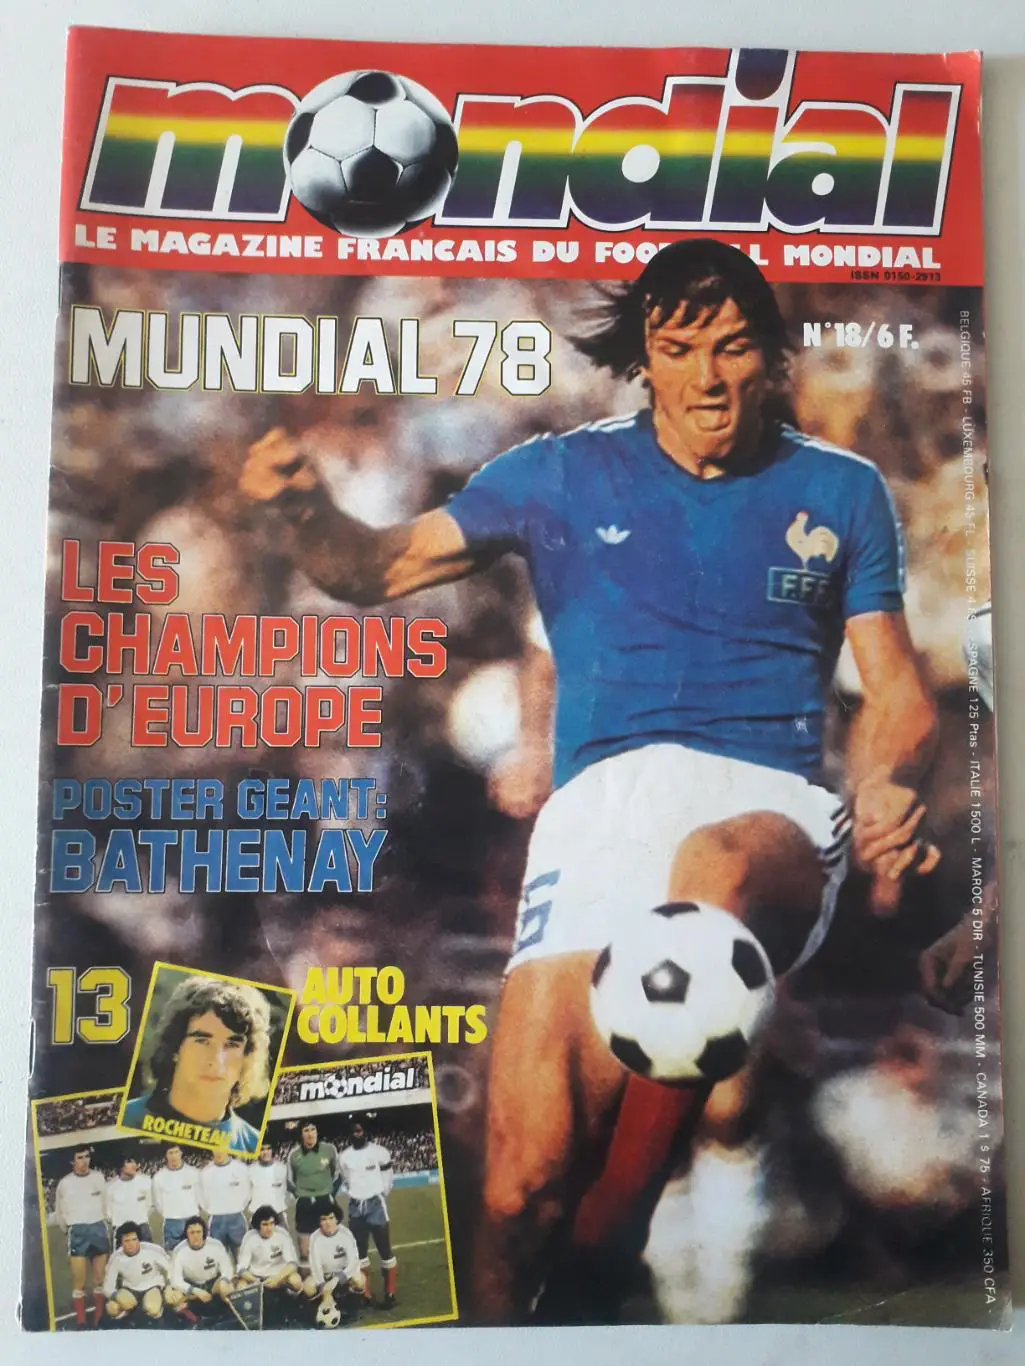 mondial
LE MAGAZINE FRANCAIS DU FOOTBALL MONDIAL
ISSN 0150-2913
MUNDIAL 78
N°18/6 F.
LES
CHAMPIONS
D'EUROPE
POSTER GEANT:
BATHENAY
13
AUTO
COLLANTS
ROCHETEAU
mondial
F.F.F
BELGIQUE 45 FB - LUXEMBOURG 45 FL - SUISSE 4 FS - ESPAGNE 125 Ptas - ITALIE 1500 L - MAROC 5 DIR - TUNISIE 500 MM - CANADA 1 $ 75 - AFRIQUE 350 CFA -